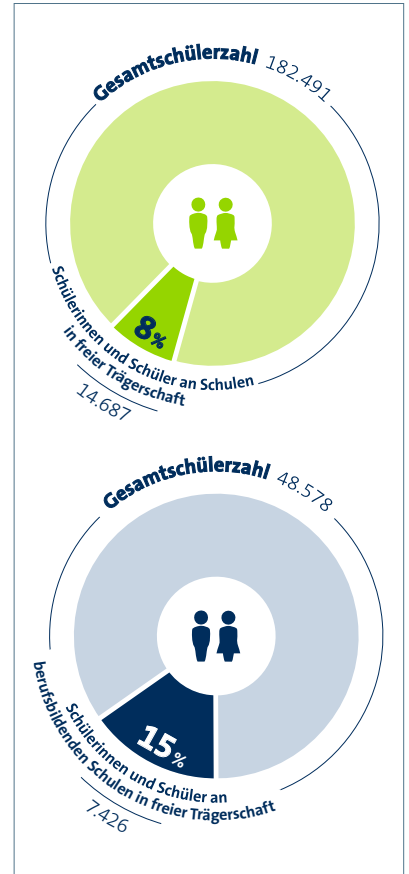 Gesamtschülerzahl 182.491
8%
Schülerinnen und Schüler an Schulen
in freier Trägerschaft
14.687
Gesamtschülerzahl 48.578
15%
Schülerinnen und Schüler an
berufsbildenden Schulen in freier Trägerschaft
7.426